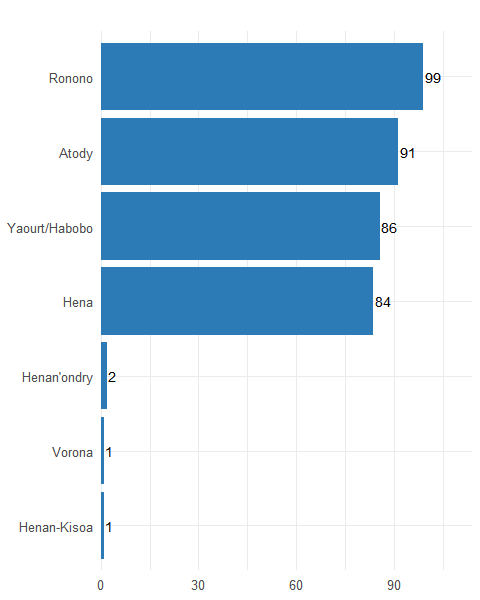 Ronono 99
Atody 91
Yaourt/Habobo 86
Hena 84
Henan'ondry 2
Vorona 1
Henan-Kisoa 1
0 30 60 90